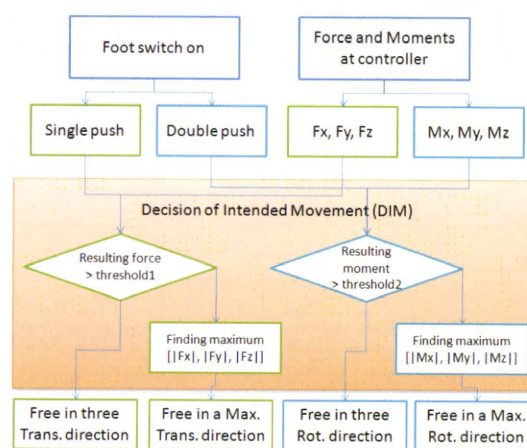 Foot switch on
Force and Moments
at controller
Single push
Double push
Fx, Fy, Fz
Mx, My, Mz
Decision of Intended Movement (DIM)
Resulting force
> threshold1
Resulting
moment
> threshold2
Finding maximum
[|Fx|, |Fy|, |Fz|]
Finding maximum
[|Mx|, |My|, |Mz|]
Free in three
Trans. direction
Free in a Max.
Trans. direction
Free in three
Rot. direction
Free in a Max.
Rot. direction